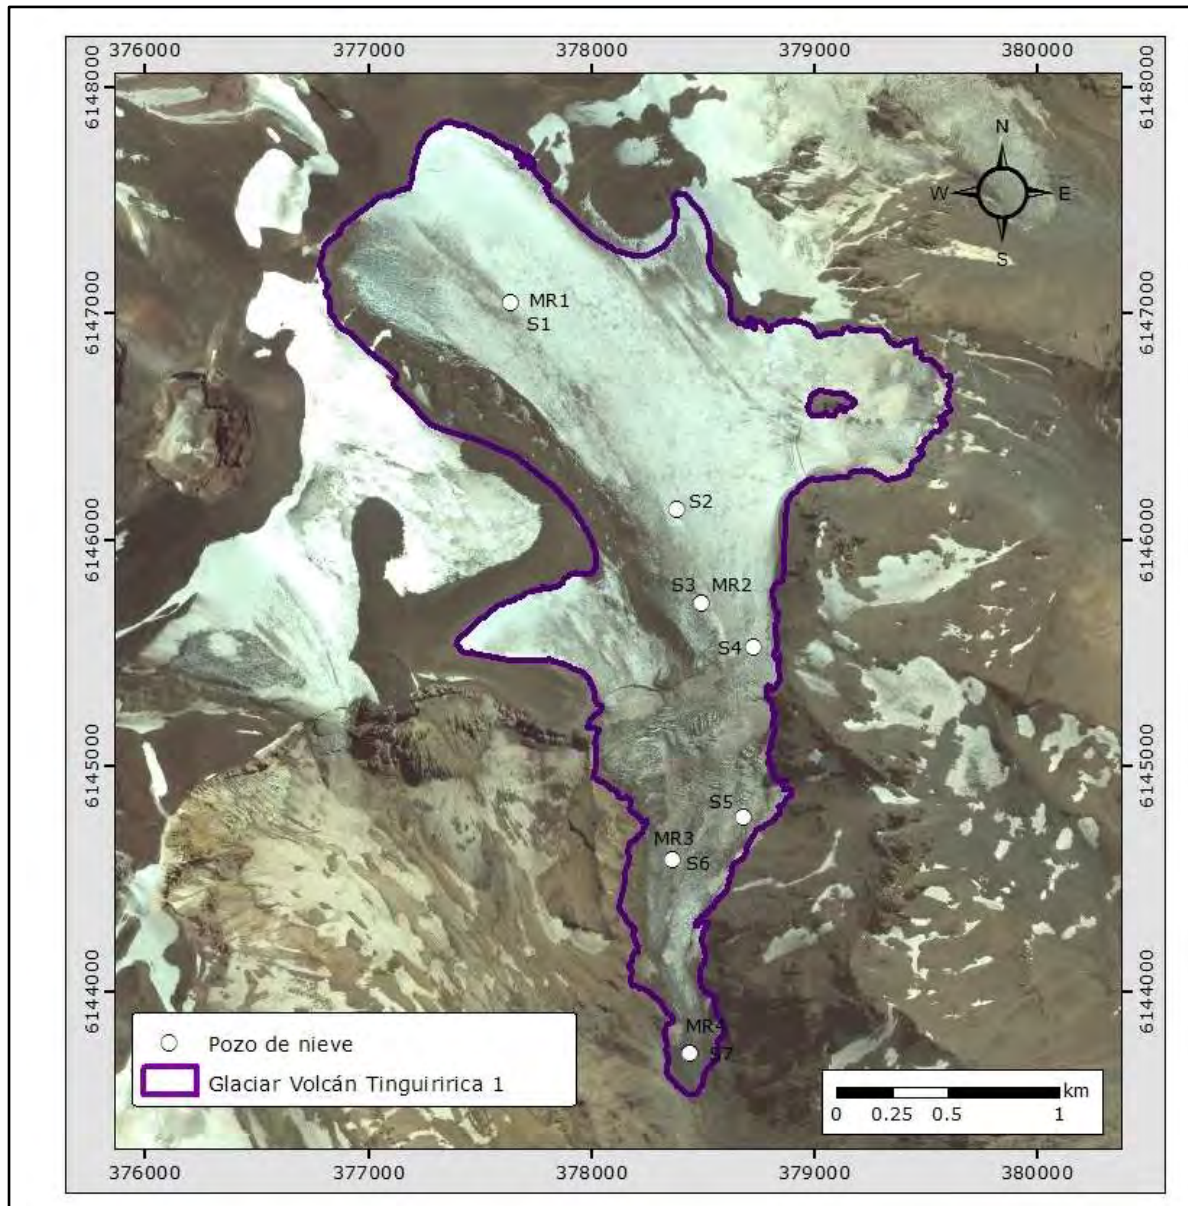 376000 377000 378000 379000 380000
6148000 6148000
N
W E
S
6147000 6147000
MR1
S1
S2
6146000 6146000
S3 MR2
S4
6145000 6145000
S5
MR3
S6
6144000 6144000
MR4
S7
Pozo de nieve
Glaciar Volcán Tinguiririca 1
km
0 0.25 0.5 1
376000 377000 378000 379000 380000